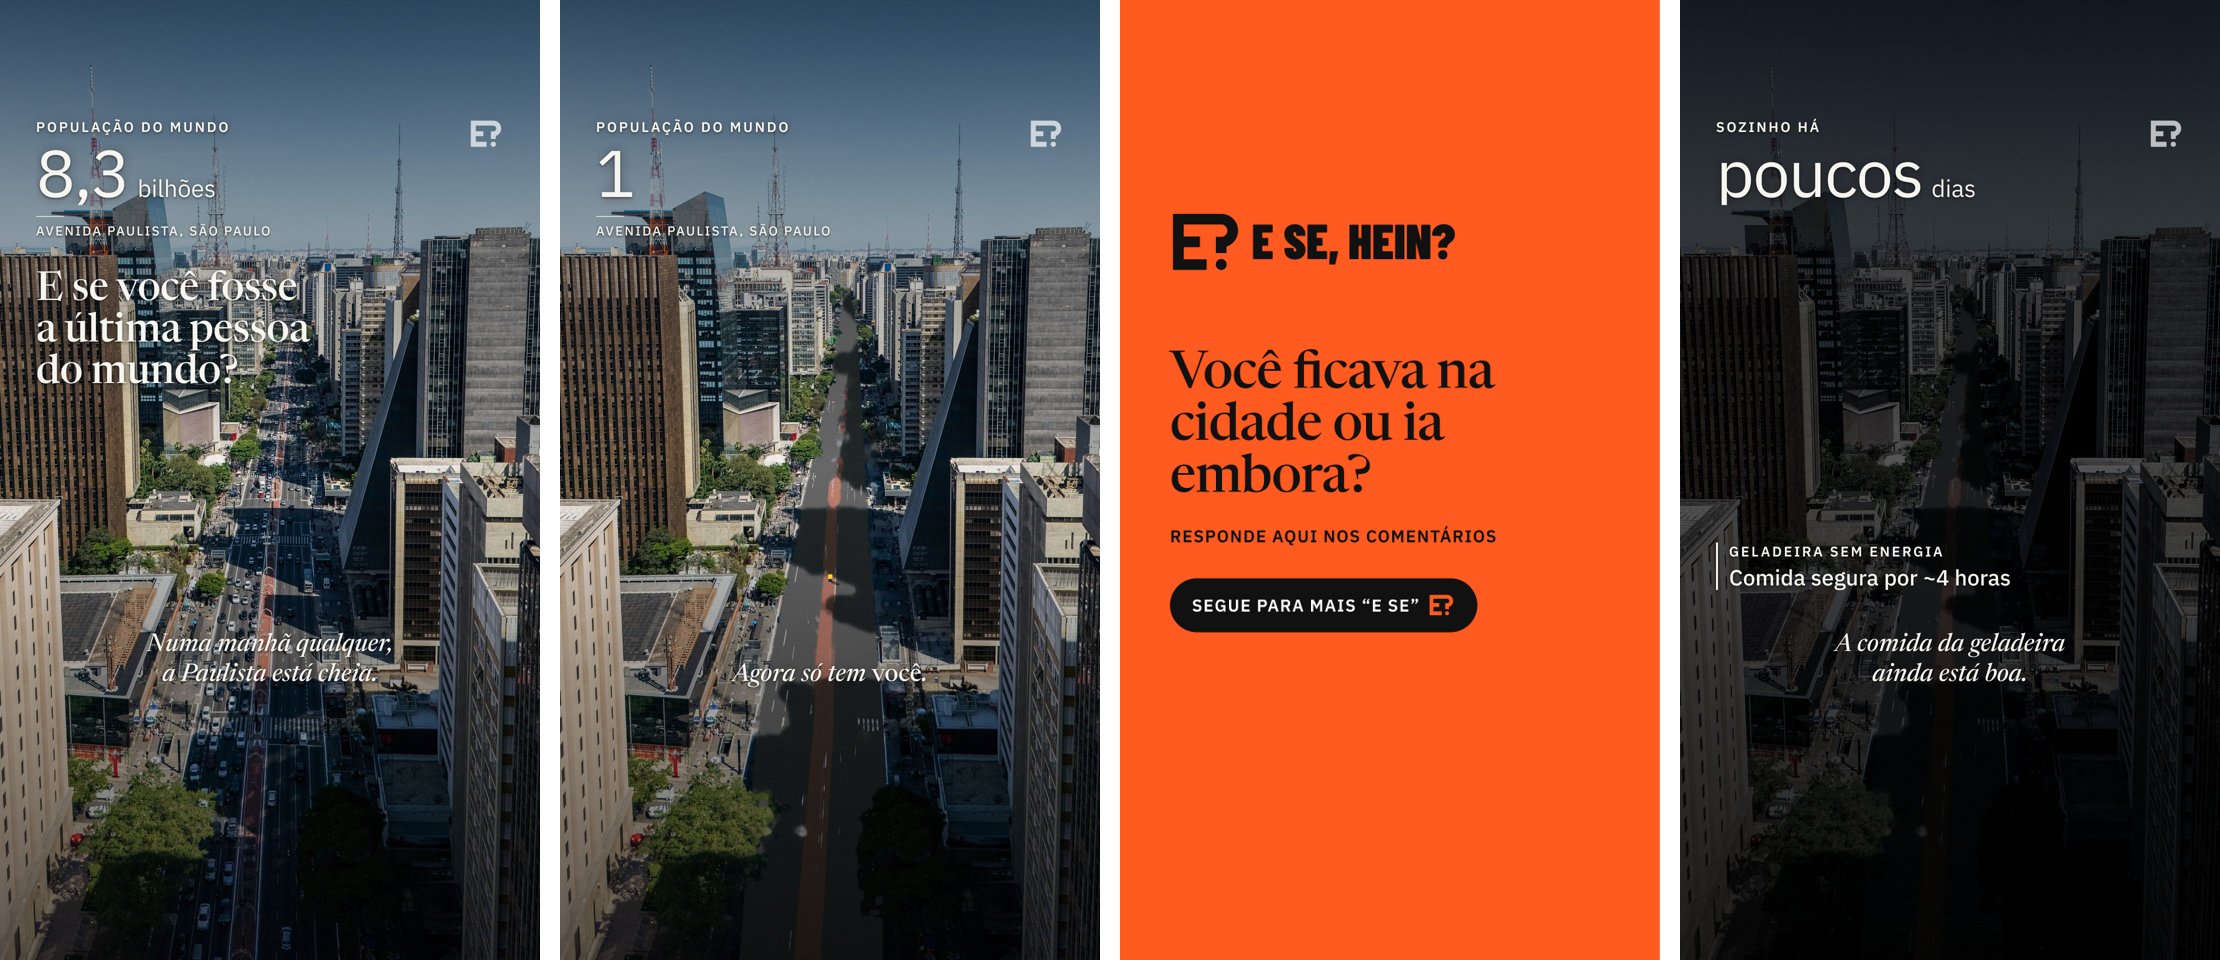 POPULAÇÃO DO MUNDO
E?
8,3 bilhões
AVENIDA PAULISTA, SÃO PAULO
E se você fosse
a última pessoa
do mundo?
Numa manhã qualquer,
a Paulista está cheia.
POPULAÇÃO DO MUNDO
E?
1
AVENIDA PAULISTA, SÃO PAULO
Agora só tem você.
E? E SE, HEIN?
Você ficava na
cidade ou ia
embora?
RESPONDE AQUI NOS COMENTÁRIOS
SEGUE PARA MAIS “E SE” E?
SOZINHO HÁ
E?
poucos dias
GELADEIRA SEM ENERGIA
Comida segura por ~4 horas
A comida da geladeira
ainda está boa.